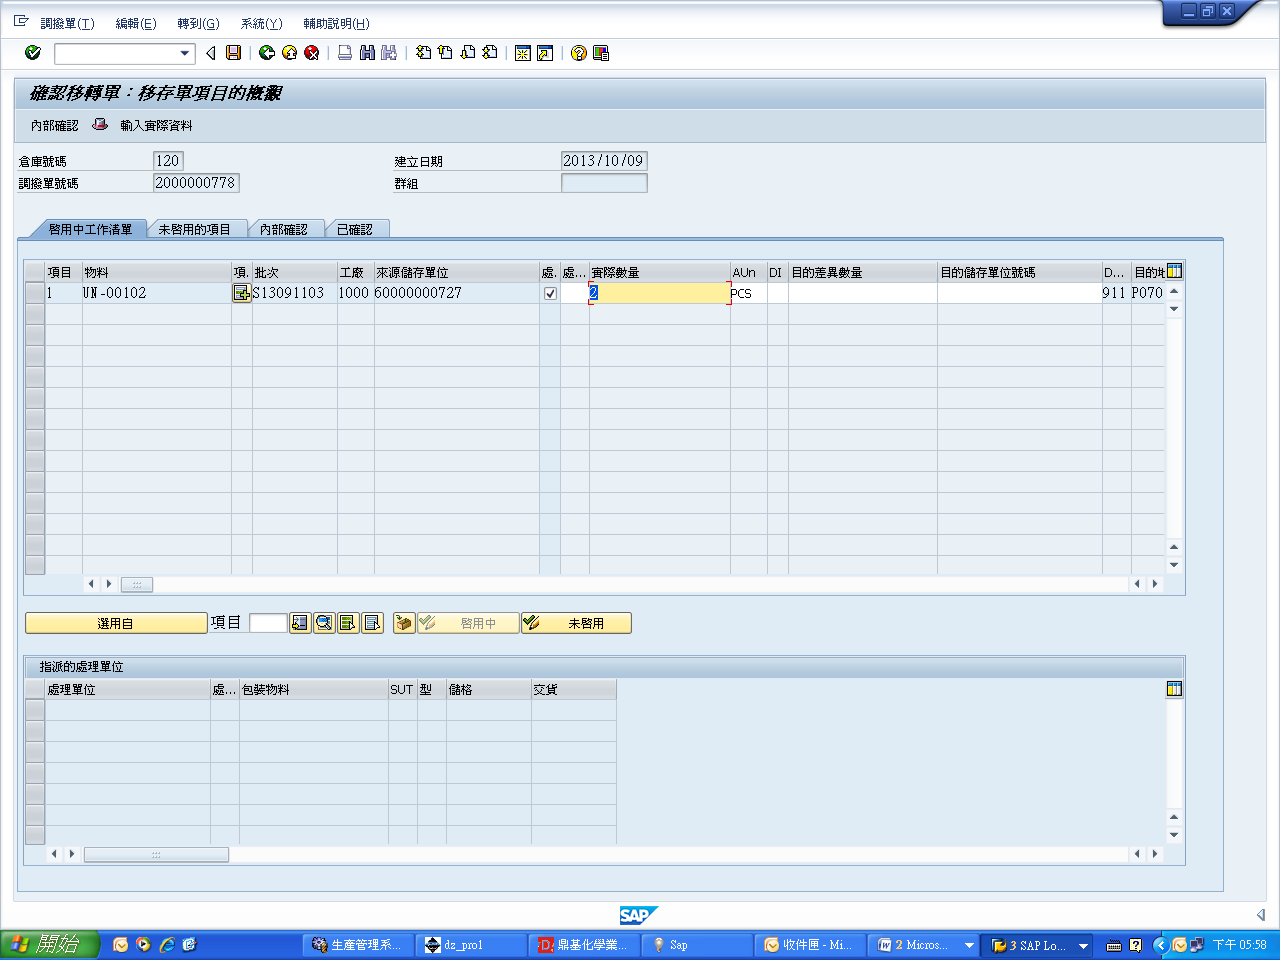 調撥單(T) 編輯(E) 轉到(G) 系統(Y) 輔助說明(H)
確認移轉單：移存單項目的概觀
內部確認 輸入實際資料
倉庫號碼 120 建立日期 2013/10/09
調撥單號碼 2000000778 群組
啓用中工作清單 未啓用的項目 內部確認 已確認
項目 物料 項. 批次 工廠 來源儲存單位 處. 處... 實際數量 AUn DI 目的差異數量 目的儲存單位號碼 D... 目的地
1 UN-00102 S13091103 1000 60000000727 2 PCS 911 P070
選用自 項目 啓用中 未啓用
指派的處理單位
處理單位 處... 包裝物料 SUT 型 儲格 交貨
SAP
開始 生產管理系... dz_pro1 鼎基化學業... Sap 收件匣 - Mi... 2 Micros... 3 SAP Lo... 下午 05:58